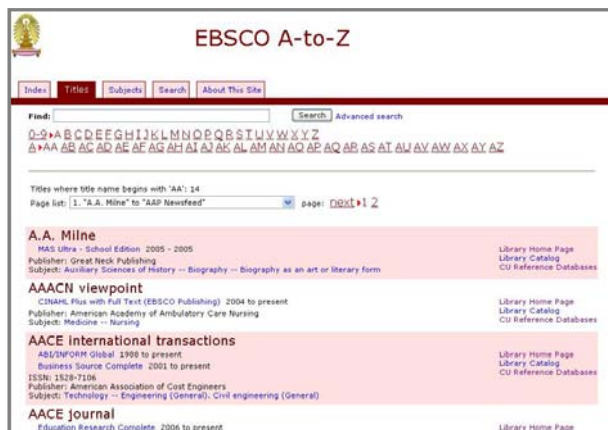 EBSCO A-to-Z
Index Titles Subjects Search About This Site
Find: Search Advanced search
0-9 A B C D E F G H I J K L M N O P Q R S T U V W X Y Z
A AA AB AC AD AE AF AG AH AI AJ AK AL AM AN AO AP AQ AR AS AT AU AV AW AX AY AZ
Titles where title name begins with 'AA': 14
Page list: 1. "A.A. Milne" to "AAP Newsfeed" page: next 1 2
A.A. Milne
MAS Ultra - School Edition 2005 - 2005 Library Home Page
Library Catalog
Publisher: Great Neck Publishing CU Reference Databases
Subject: Auxiliary Sciences of History -- Biography -- Biography as an art or literary form
AAACN viewpoint
CINAHL Plus with Full Text (EBSCO Publishing) 2004 to present Library Home Page
Library Catalog
Publisher: American Academy of Ambulatory Care Nursing CU Reference Databases
Subject: Medicine -- Nursing
AACE international transactions
ABI/INFORM Global 1988 to present Library Home Page
Business Source Complete 2001 to present Library Catalog
ISSN: 1528-7106 CU Reference Databases
Publisher: American Association of Cost Engineers
Subject: Technology -- Engineering (General). Civil engineering (General)
AACE journal
Education Research Complete 2006 to present Library Home Page